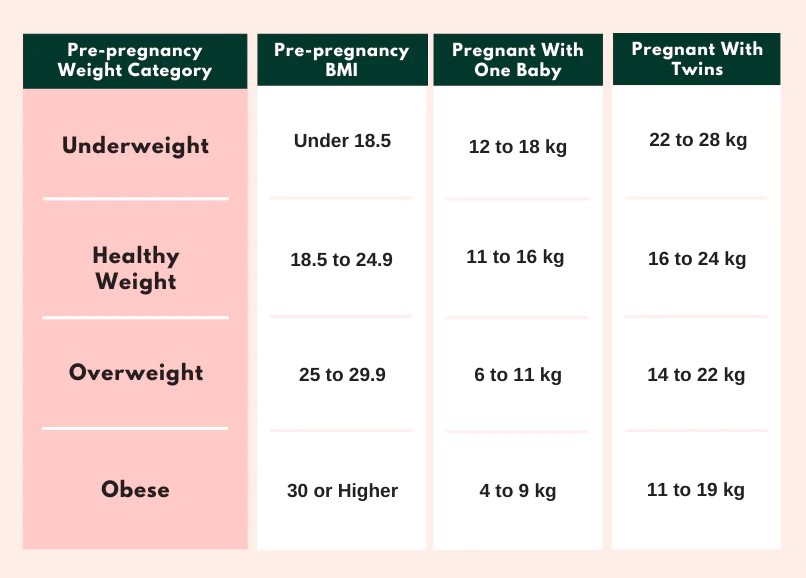 Pre-pregnancy
Weight Category
Pre-pregnancy
BMI
Pregnant With
One Baby
Pregnant With
Twins
Underweight
Under 18.5
12 to 18 kg
22 to 28 kg
Healthy
Weight
18.5 to 24.9
11 to 16 kg
16 to 24 kg
Overweight
25 to 29.9
6 to 11 kg
14 to 22 kg
Obese
30 or Higher
4 to 9 kg
11 to 19 kg